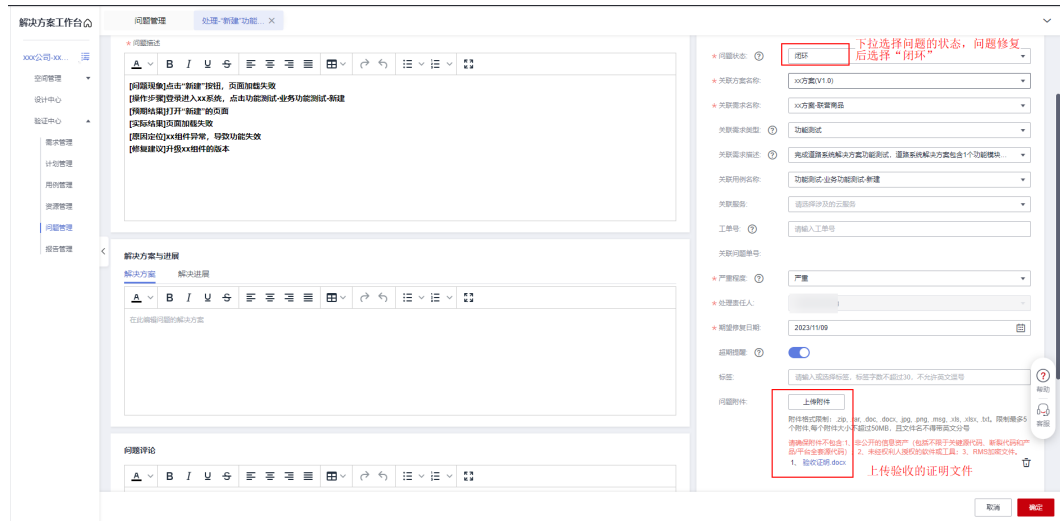 解决方案工作台
问题管理
处理-"新建"功能... ×
xxx公司-xx...
空间管理
设计中心
验证中心
需求管理
计划管理
用例管理
资源管理
问题管理
报告管理
* 问题描述
[问题现象]点击“新建”按钮，页面加载失败
[操作步骤]登录进入xx系统，点击功能测试-业务功能测试-新建
[预期结果]打开“新建”的页面
[实际结果]页面加载失败
[原因定位]xx组件异常，导致功能失效
[修复建议]升级xx组件的版本
解决方案与进展
解决方案 解决进展
在此编辑问题的解决方案
问题评论
* 问题状态: 闭环
下拉选择问题的状态，问题修复
后选择“闭环”
* 关联方案名称: xx方案(V1.0)
* 关联需求名称: xx方案-联营商品
关联需求类型: 功能测试
关联需求描述: 完成道路系统解决方案功能测试，道路系统解决方案包含1个功能模块...
关联用例名称: 功能测试-业务功能测试-新建
关联服务: 请选择涉及的云服务
工单号: 请输入工单号
关联问题单号:
* 严重程度: 严重
* 处理责任人:
* 期望修复日期: 2023/11/09
超期提醒:
标签: 请输入或选择标签，标签字数不超过30，不允许英文逗号
问题附件: 上传附件
附件格式限制：.zip, .rar, .doc, .docx, .jpg, .png, .msg, .xls, .xlsx, .txt。限制最多5
个附件,每个附件大小不超过50MB，且文件名不得带英文分号
请确保附件不包含:1、非公开的信息资产（包括不限于关键源代码、新裂代码和产
品/平台全套源代码）；2、未经权利人授权的软件或工具；3、RMS加密文件。
1、 验收证明.docx
上传验收的证明文件
帮助
客服
取消
确定